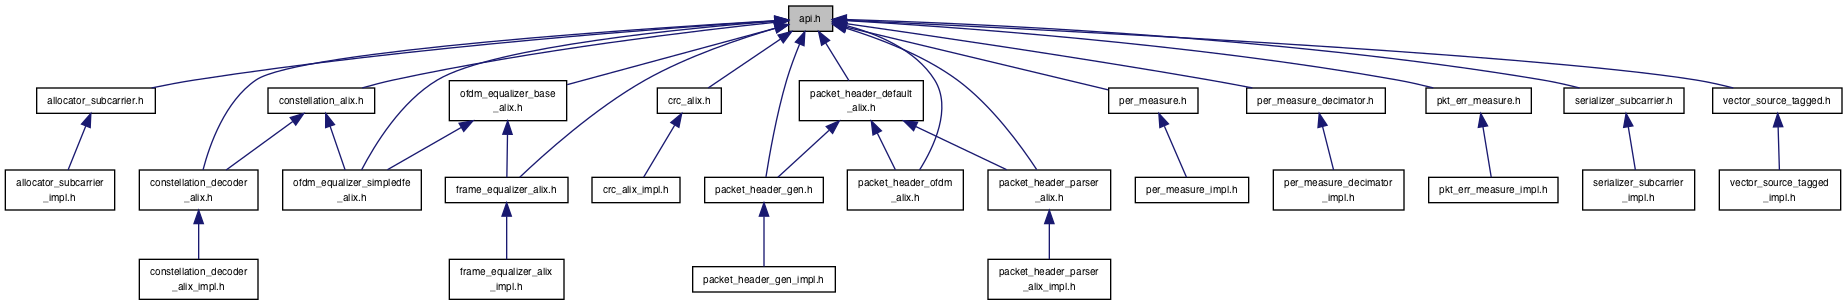 api.h
allocator_subcarrier.h
constellation_alix.h
ofdm_equalizer_base
_alix.h
crc_alix.h
packet_header_default
_alix.h
per_measure.h
per_measure_decimator.h
pkt_err_measure.h
serializer_subcarrier.h
vector_source_tagged.h
allocator_subcarrier
_impl.h
constellation_decoder
_alix.h
ofdm_equalizer_simpledfe
_alix.h
frame_equalizer_alix.h
crc_alix_impl.h
packet_header_gen.h
packet_header_ofdm
_alix.h
packet_header_parser
_alix.h
per_measure_impl.h
per_measure_decimator
_impl.h
pkt_err_measure_impl.h
serializer_subcarrier
_impl.h
vector_source_tagged
_impl.h
constellation_decoder
_alix_impl.h
frame_equalizer_alix
_impl.h
packet_header_gen_impl.h
packet_header_parser
_alix_impl.h